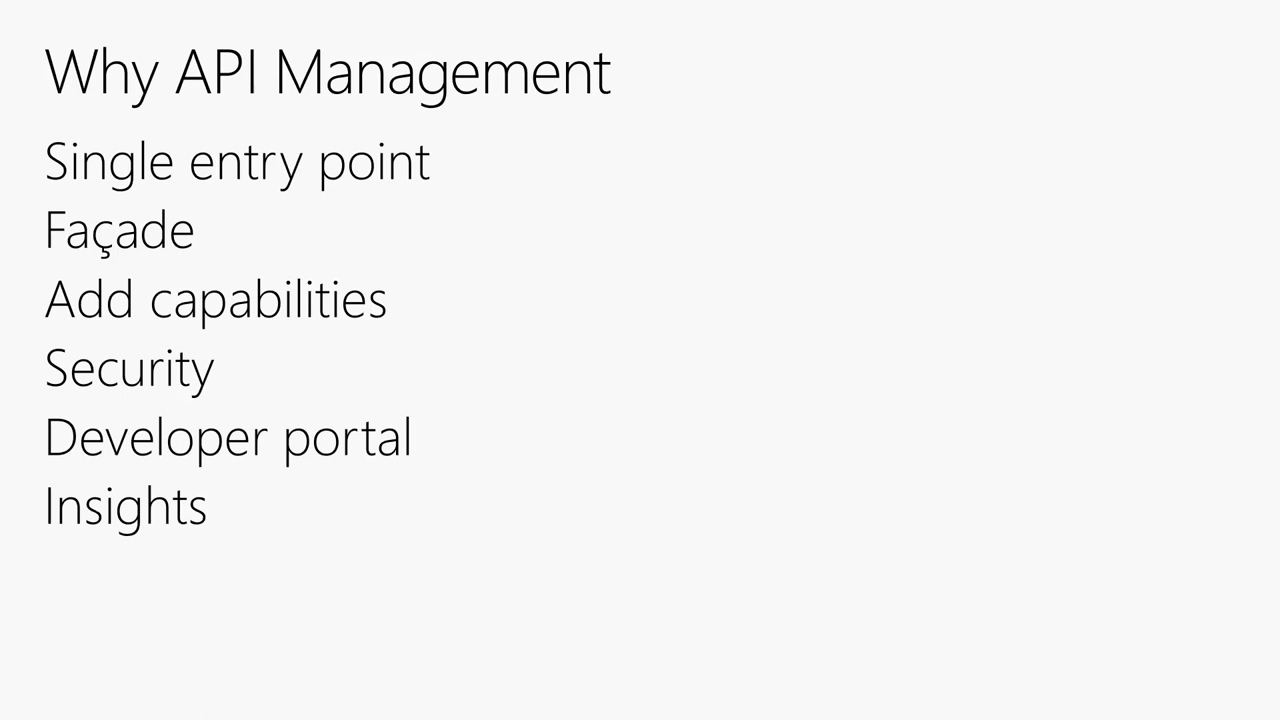 Why API Management
Single entry point
Façade
Add capabilities
Security
Developer portal
Insights